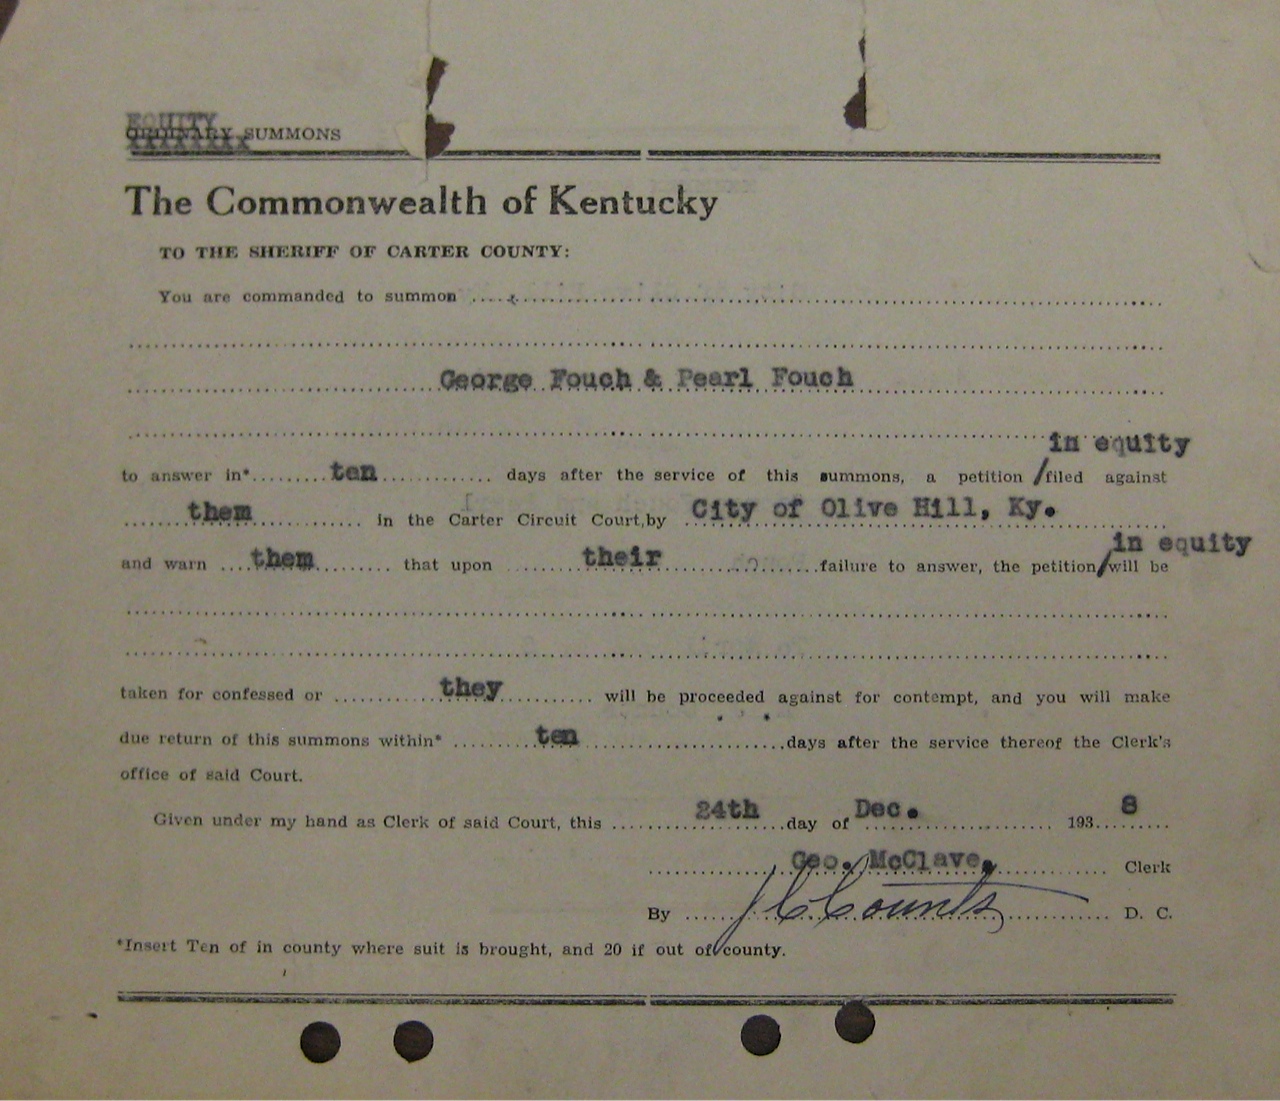 EQUITY
ORDINARY SUMMONS
XXXXXXXX
The Commonwealth of Kentucky
TO THE SHERIFF OF CARTER COUNTY:
You are commanded to summon
George Fouch & Pearl Fouch
in equity
to answer in* ten days after the service of this summons, a petition /filed against
them in the Carter Circuit Court, by City of Olive Hill, Ky.
in equity
and warn them that upon their failure to answer, the petition/will be
taken for confessed or they will be proceeded against for contempt, and you will make
due return of this summons within* ten days after the service thereof the Clerk's
office of said Court.
Given under my hand as Clerk of said Court, this 24th day of Dec. 1938
Geo. McClave. Clerk
By J C Counts D. C.
*Insert Ten of in county where suit is brought, and 20 if out of county.